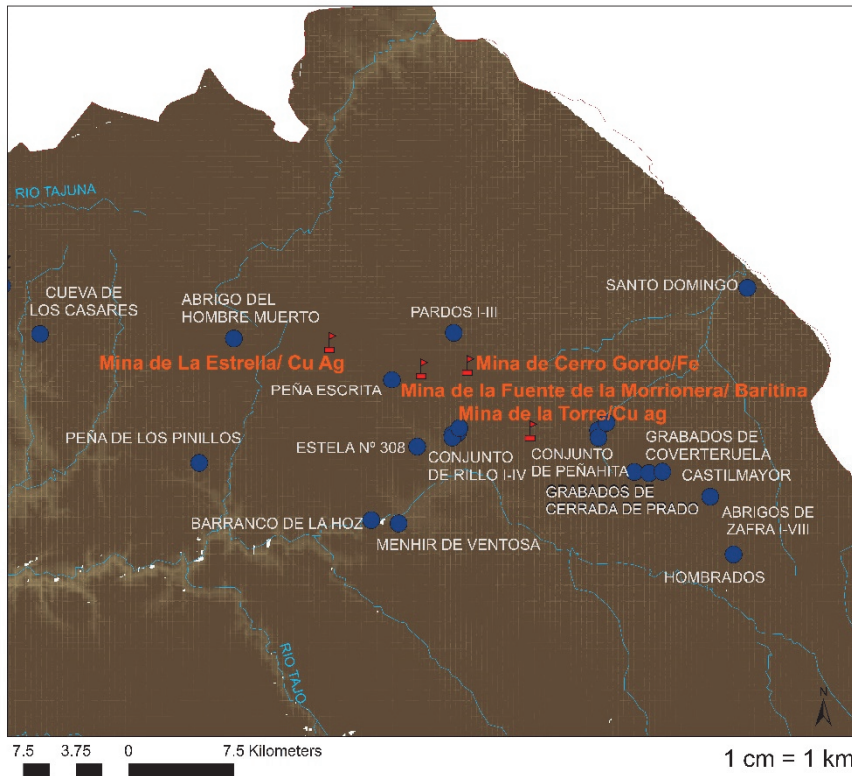 RIO TAJUNA
SANTO DOMINGO
CUEVA DE
LOS CASARES
ABRIGO DEL
HOMBRE MUERTO
PARDOS I-III
Mina de La Estrella/ Cu Ag
Mina de Cerro Gordo/Fe
PEÑA ESCRITA
Mina de la Fuente de la Morrionera/ Baritina
Mina de la Torre/Cu ag
PEÑA DE LOS PINILLOS
ESTELA Nº 308
CONJUNTO
DE RILLO I-IV
CONJUNTO
DE PEÑAHITA
GRABADOS DE
COVERTERUELA
CASTILMAYOR
GRABADOS DE
CERRADA DE PRADO
ABRIGOS DE
ZAFRA I-VIII
BARRANCO DE LA HOZ
MENHIR DE VENTOSA
HOMBRADOS
RIO TAJO
N
7.5 3.75 0 7.5 Kilometers
1 cm = 1 km